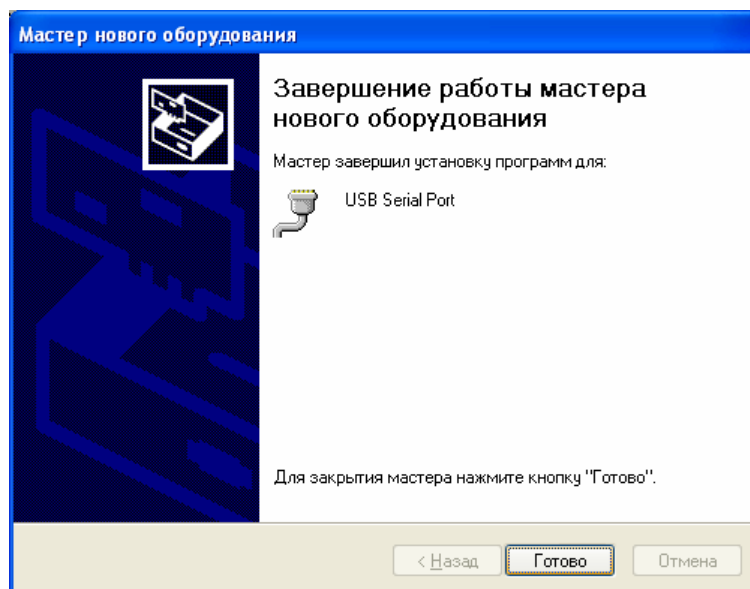 Мастер нового оборудования
Завершение работы мастера
нового оборудования
Мастер завершил установку программ для:
USB Serial Port
Для закрытия мастера нажмите кнопку "Готово".
< Назад
Готово
Отмена